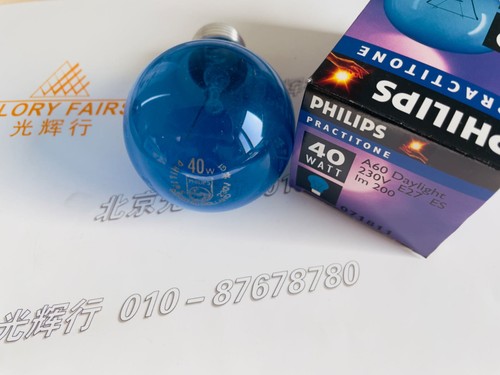 LORY FAIRS
光辉行
40W
PHILIPS
PRACTITONE
PHILIPS
PRACTITONE
40
WATT
A60 Daylight
230V E27 ES
lm 200
北京光
光辉行 010-87678780